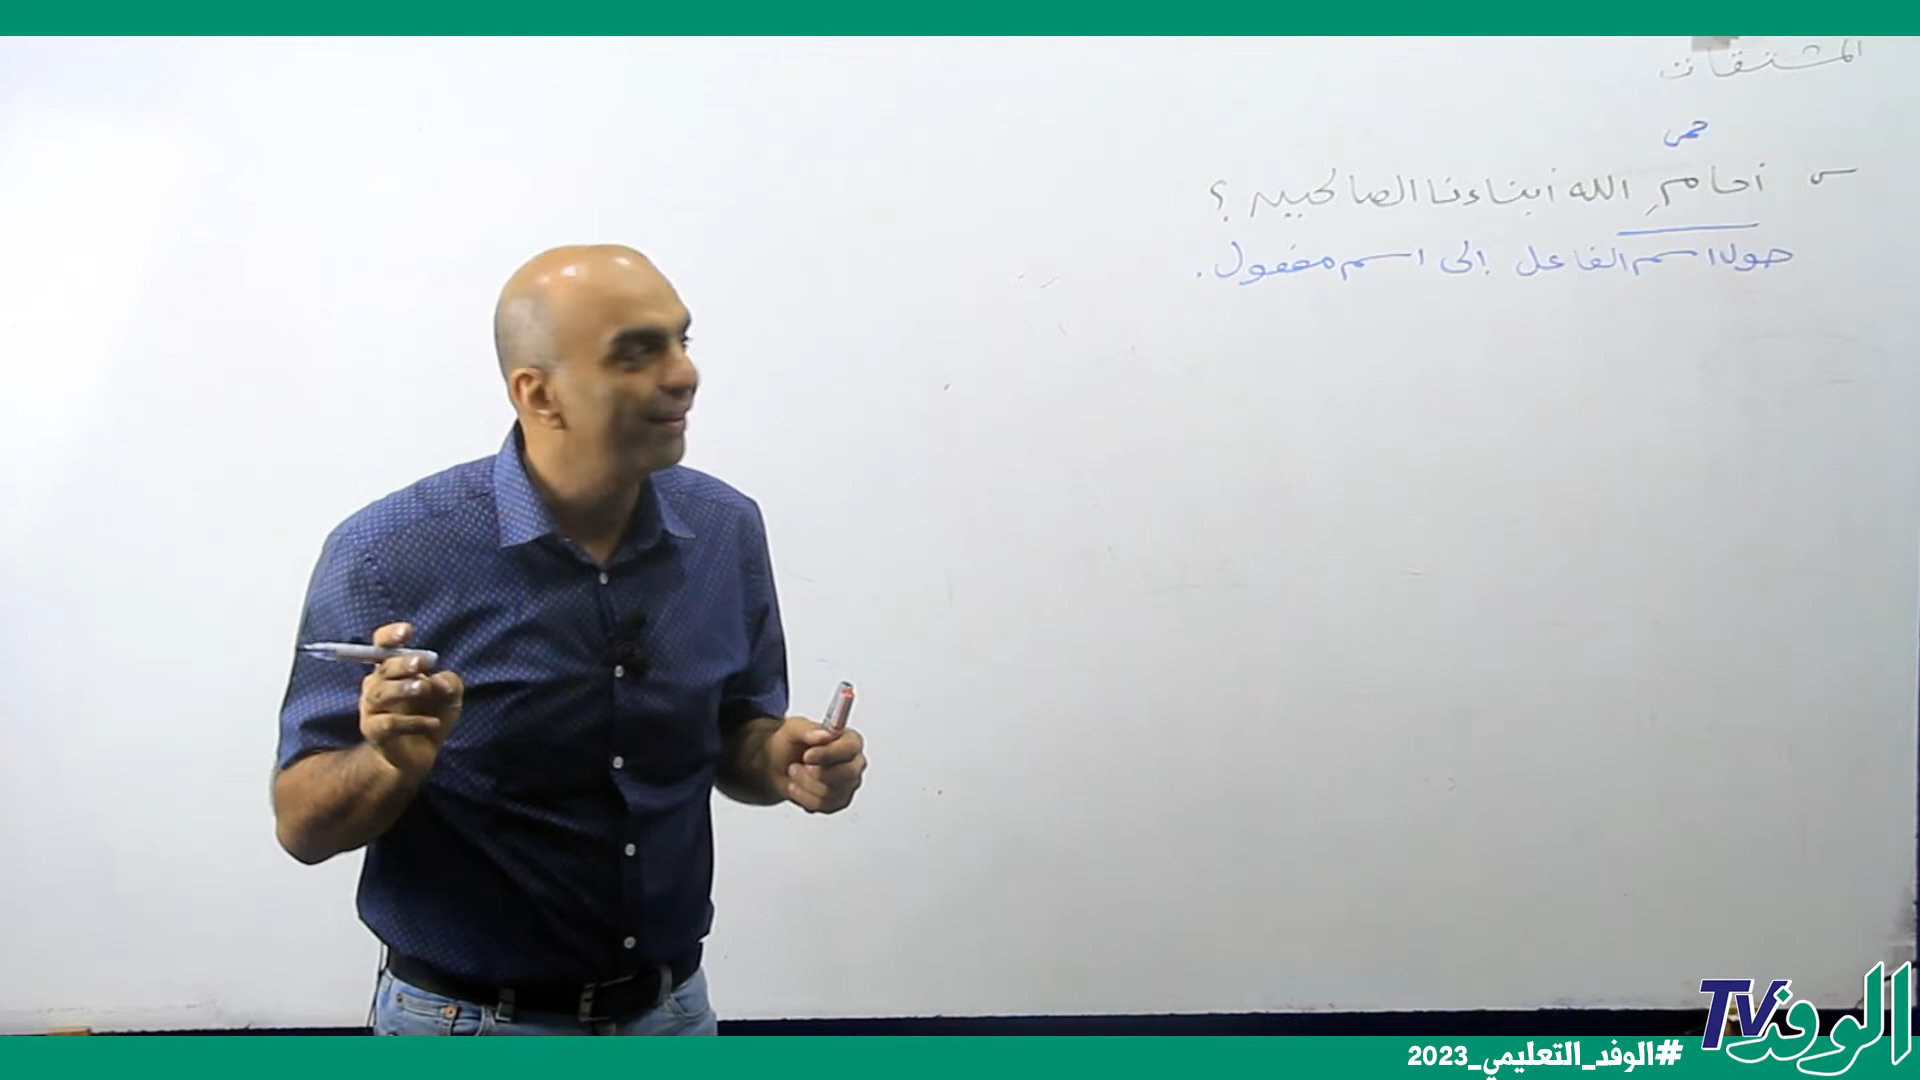 المشتقات
حمى
س أحامٍ الله أبناءنا الصالحين ؟
حول اسم الفاعل إلى اسم مفعول .
الوفد TV
#الوفد_التعليمي_2023